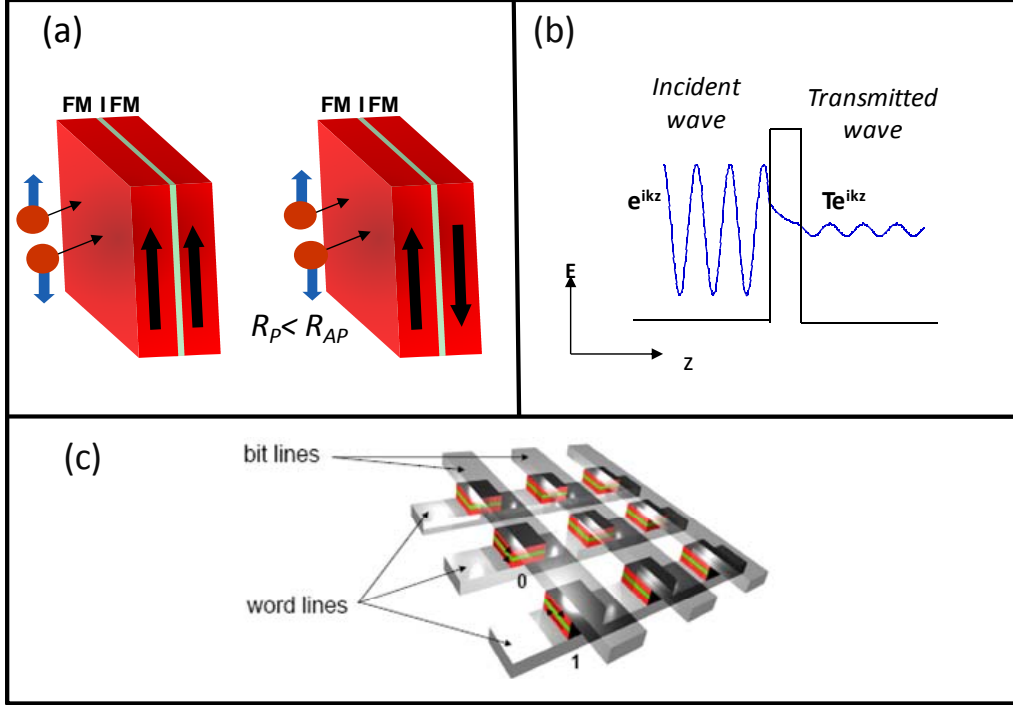 (a)
FM I FM
FM I FM
R_P < R_AP
(b)
Incident
wave
Transmitted
wave
e^ikz
Te^ikz
E
z
(c)
bit lines
word lines
0
1